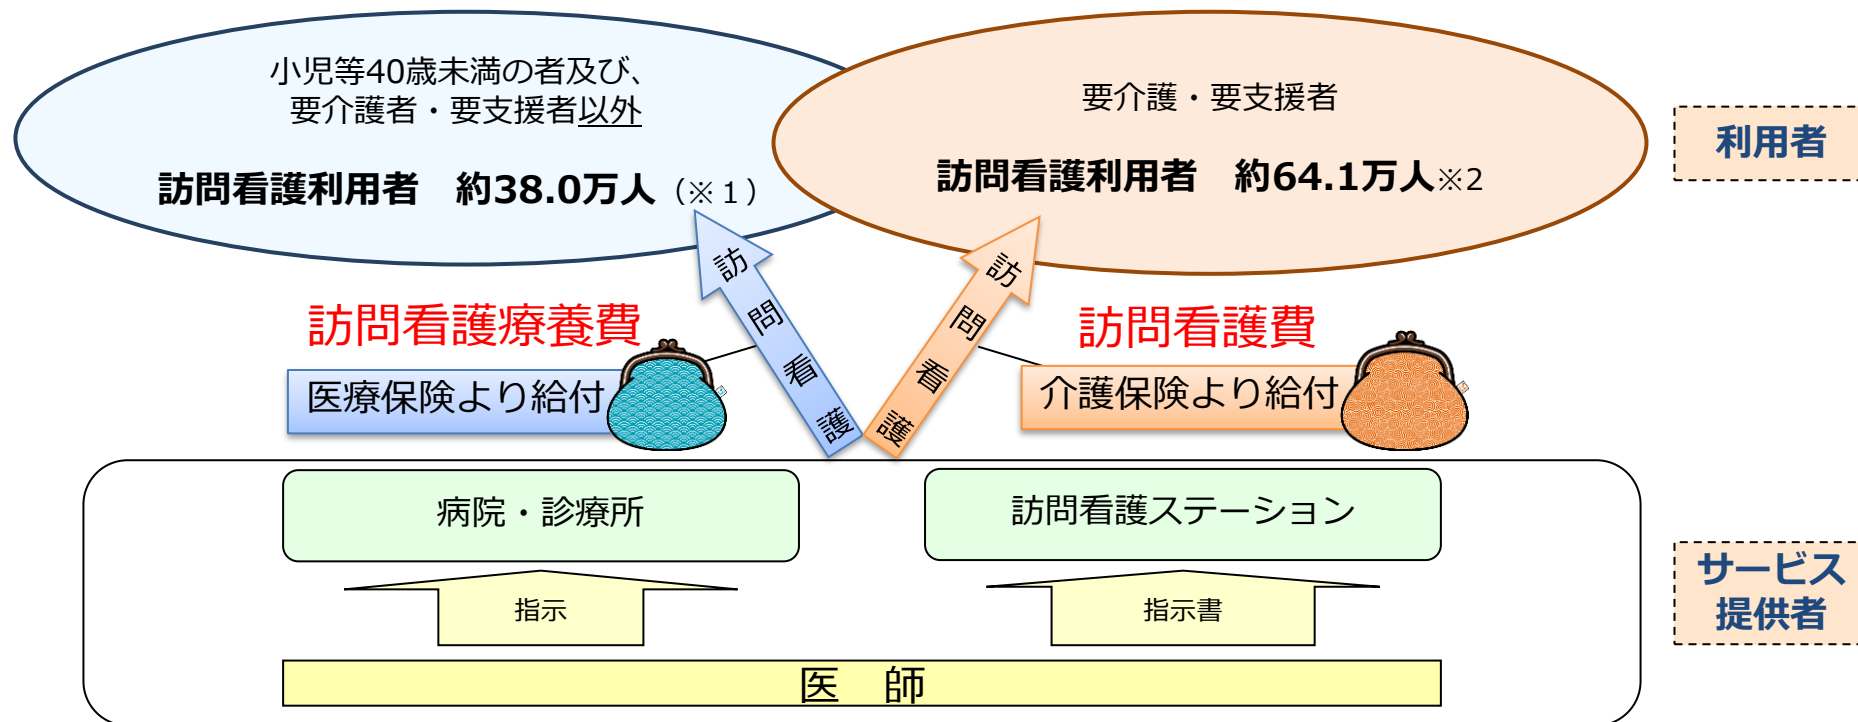 小児等40歳未満の者及び、
要介護者・要支援者以外
訪問看護利用者　約38.0万人（※１）
要介護・要支援者
訪問看護利用者　約64.1万人※2
利用者
訪問看護
訪問看護
訪問看護療養費
医療保険より給付
訪問看護費
介護保険より給付
病院・診療所
訪問看護ステーション
指示
指示書
医　師
サービス
提供者